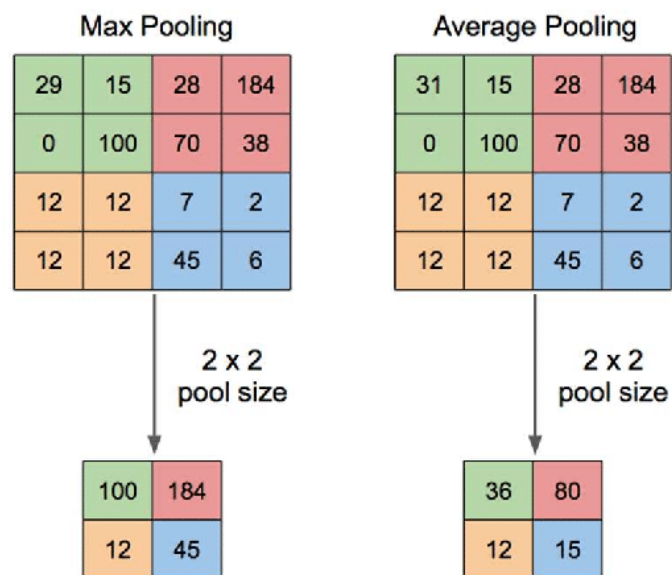 Max Pooling
29 15 28 184
0 100 70 38
12 12 7 2
12 12 45 6
2 x 2
pool size
100 184
12 45
Average Pooling
31 15 28 184
0 100 70 38
12 12 7 2
12 12 45 6
2 x 2
pool size
36 80
12 15